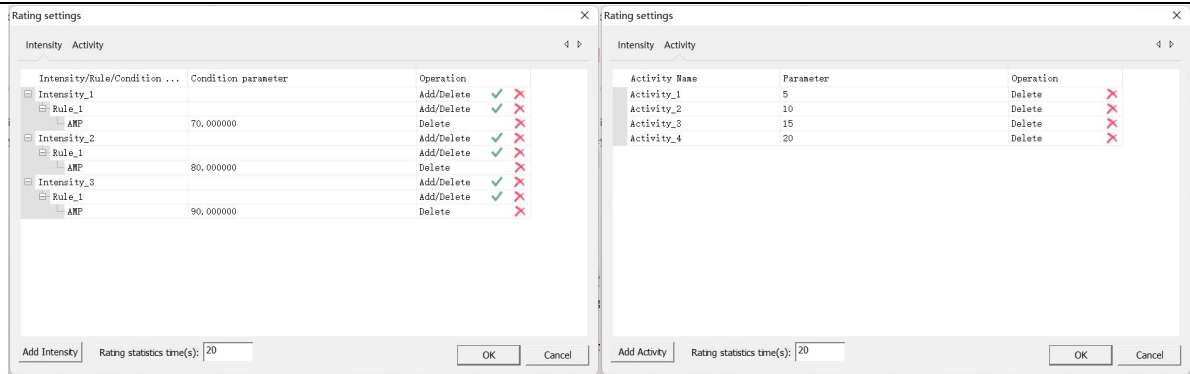 Rating settings
Intensity Activity
Intensity/Rule/Condition ... Condition parameter Operation
Intensity_1 Add/Delete
Rule_1 Add/Delete
AMP 70.000000 Delete
Intensity_2 Add/Delete
Rule_1 Add/Delete
AMP 80.000000 Delete
Intensity_3 Add/Delete
Rule_1 Add/Delete
AMP 90.000000 Delete
Add Intensity Rating statistics time(s): 20 OK Cancel
Rating settings
Intensity Activity
Activity Name Parameter Operation
Activity_1 5 Delete
Activity_2 10 Delete
Activity_3 15 Delete
Activity_4 20 Delete
Add Activity Rating statistics time(s): 20 OK Cancel